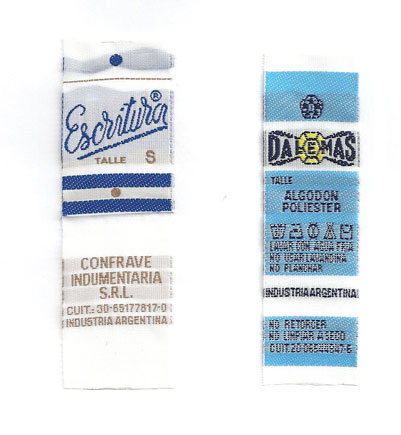 Escritura®
TALLE S
CONFRAVE
INDUMENTARIA
S.R.L.
CUIT.: 30-65177817-0
INDUSTRIA ARGENTINA
DALEMAS
TALLE
ALGODON
POLIESTER
LAVAR CON AGUA FRIA
NO USAR LAVANDINA
NO PLANCHAR
INDUSTRIA ARGENTINA
NO RETORCER
NO LIMPIAR A SECO
CUIT